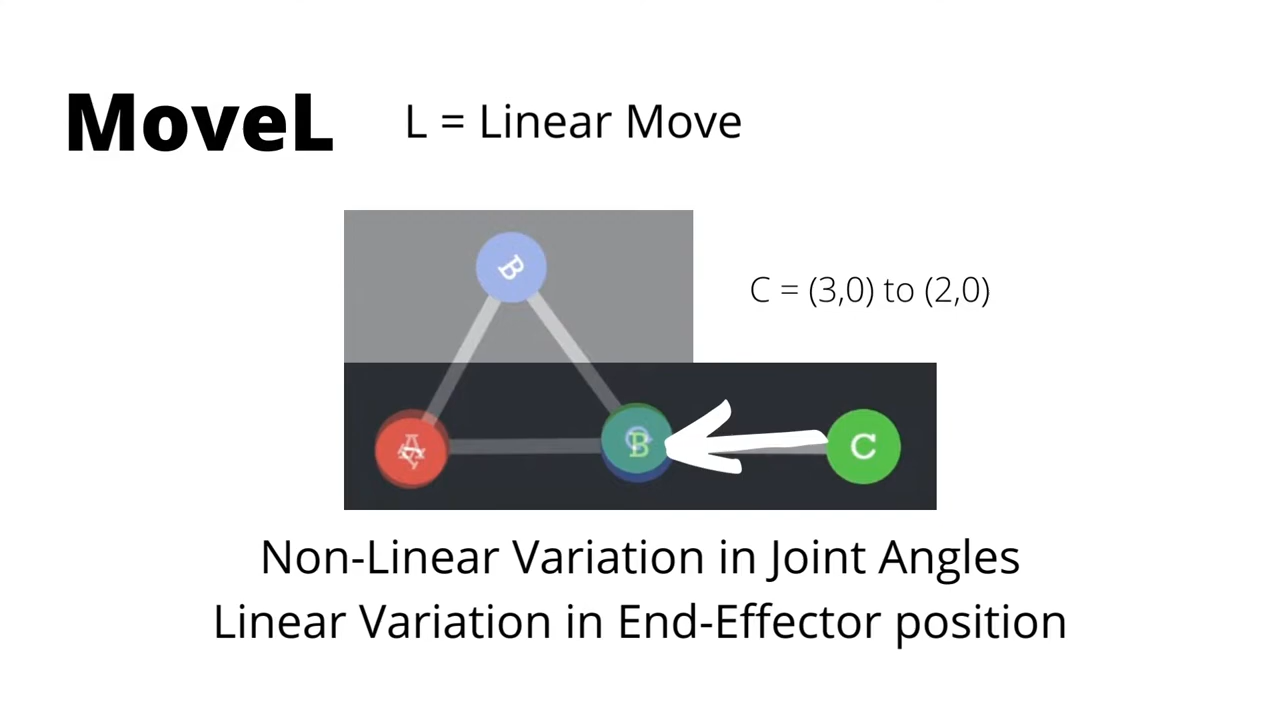 MoveL L = Linear Move
B
C = (3,0) to (2,0)
A B C
Non-Linear Variation in Joint Angles
Linear Variation in End-Effector position